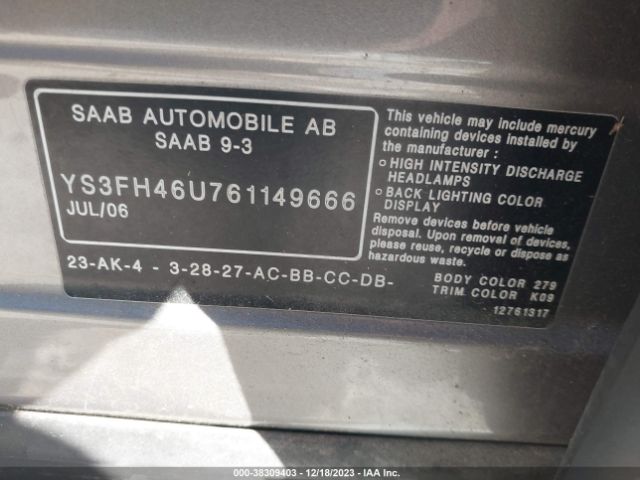 SAAB AUTOMOBILE AB
SAAB 9-3
YS3FH46U761149666
JUL/06
23-AK-4 - 3-28-27-AC-BB-CC-DB-
This vehicle may include mercury
containing devices installed by
the manufacturer :
○ HIGH INTENSITY DISCHARGE
HEADLAMPS
○ BACK LIGHTING COLOR
DISPLAY
Remove devices before vehicle
disposal. Upon removal of devices,
please reuse, recycle or dispose as
hazardous waste.
BODY COLOR 279
TRIM COLOR K09
12761317
000-38309403 - 12/18/2023 - IAA Inc.